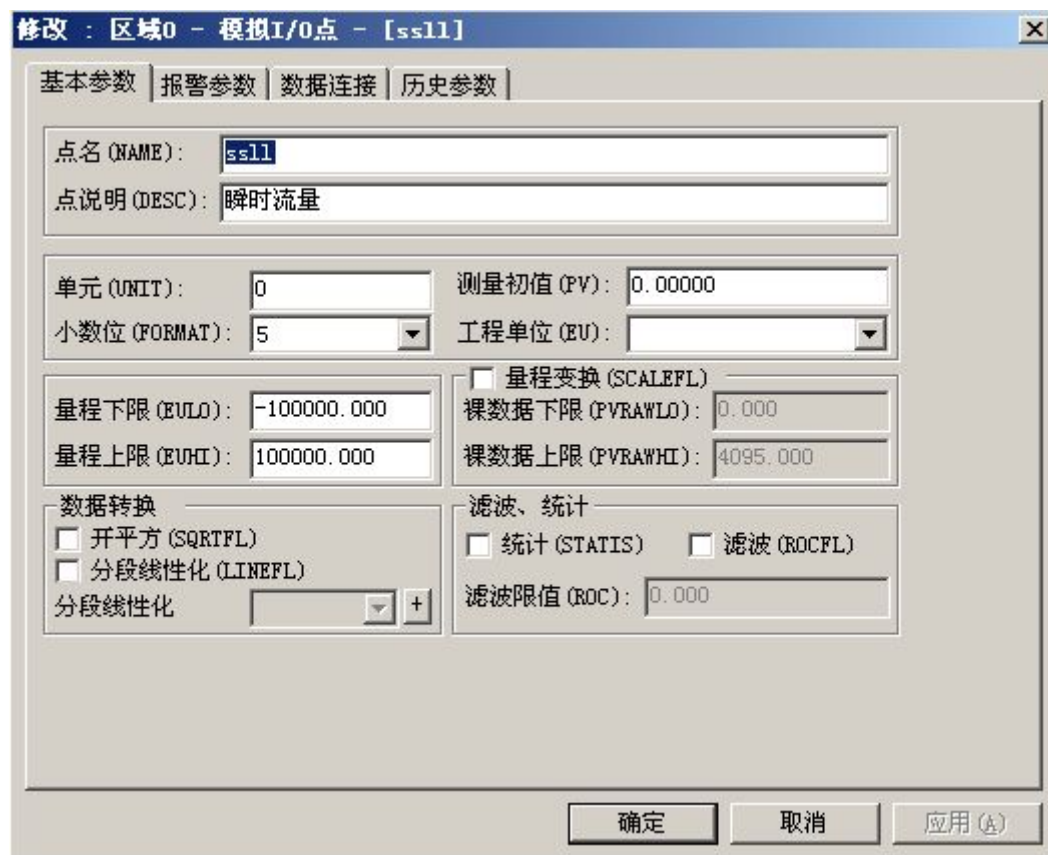 修改 : 区域0 - 模拟I/O点 - [ssll]
基本参数 报警参数 数据连接 历史参数
点名(NAME): ssll
点说明(DESC): 瞬时流量
单元(UNIT): 0 测量初值(PV): 0.00000
小数位(FORMAT): 5 工程单位(EU):
量程变换(SCALEFL)
量程下限(EULO): -100000.000 裸数据下限(PVRAWLO): 0.000
量程上限(EUHI): 100000.000 裸数据上限(PVRAWHI): 4095.000
数据转换 滤波、统计
开平方(SQRTFL) 统计(STATIS) 滤波(ROCFL)
分段线性化(LINEFL)
分段线性化 + 滤波限值(ROC): 0.000
确定 取消 应用(A)